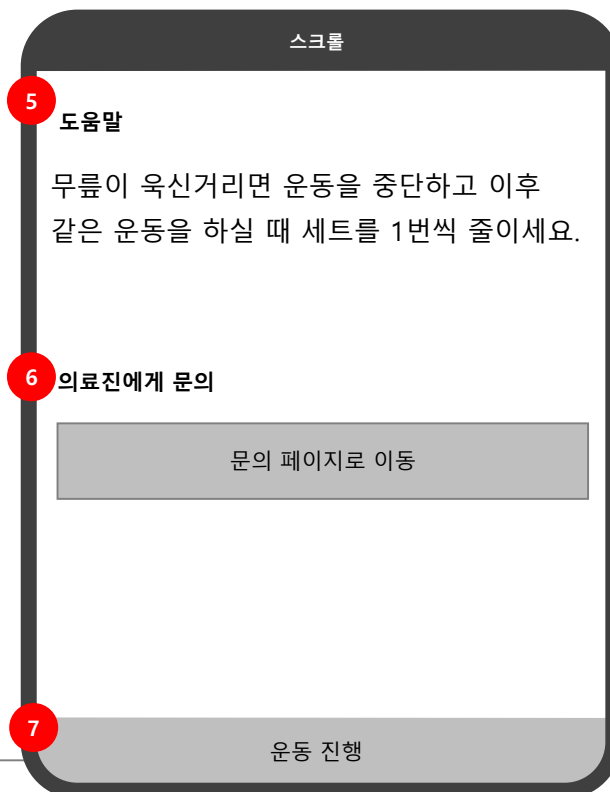 스크롤
5
도움말
무릎이 욱신거리면 운동을 중단하고 이후
같은 운동을 하실 때 세트를 1번씩 줄이세요.
6
의료진에게 문의
문의 페이지로 이동
7
운동 진행